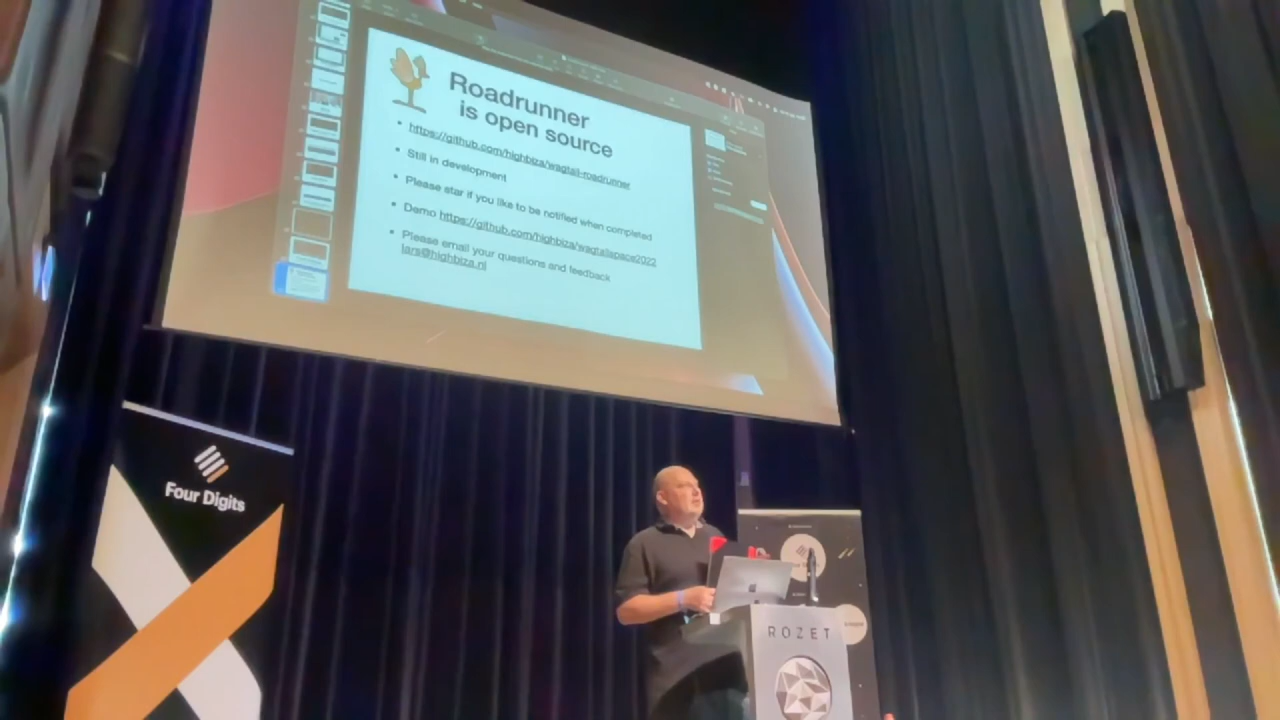 Roadrunner
is open source
• https://github.com/highbiza/wagtail-roadrunner
• Still in development
• Please star if you like to be notified when completed
• Demo https://github.com/highbiza/wagtailspace2022
• Please email your questions and feedback
lars@highbiza.nl
Four Digits
ROZET